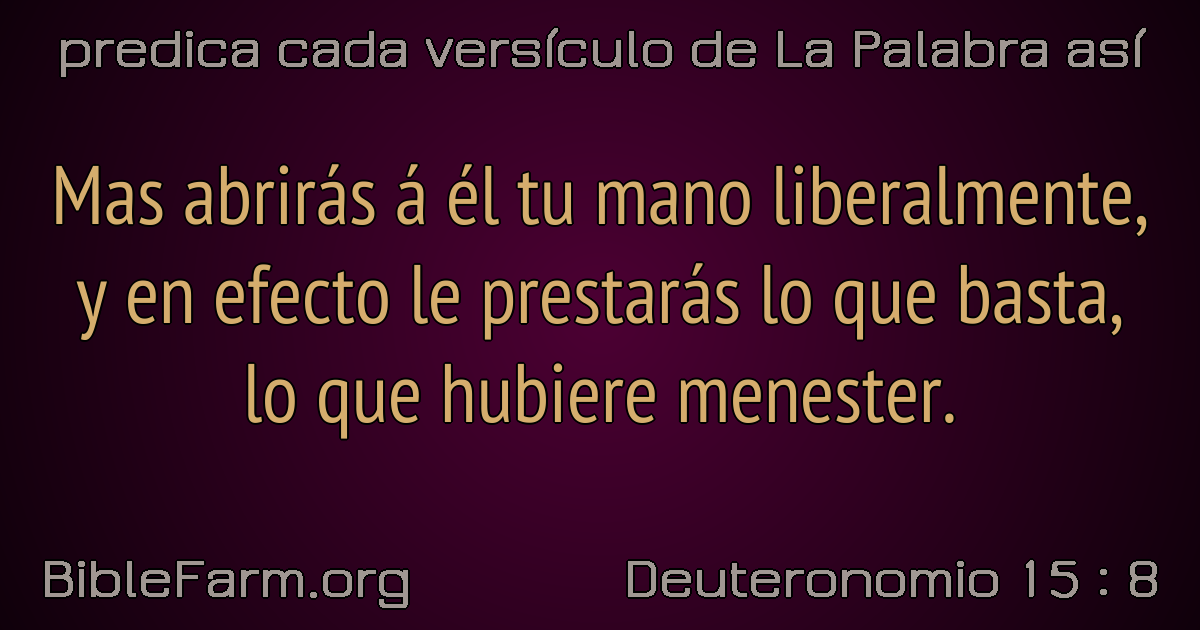 predica cada versículo de La Palabra así
Mas abrirás á él tu mano liberalmente,
y en efecto le prestarás lo que basta,
lo que hubiere menester.
BibleFarm.org
Deuteronomio 15 : 8